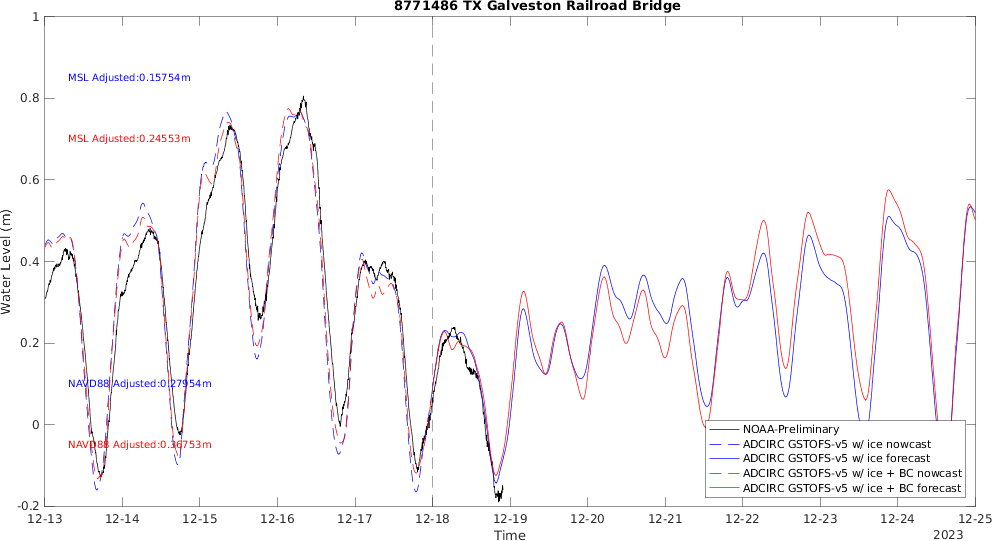 8771486 TX Galveston Railroad Bridge
1
MSL Adjusted:0.15754m
0.8
MSL Adjusted:0.24553m
0.6
Water Level (m)
0.4
0.2
NAVD88 Adjusted:0.27954m
0
NAVD88 Adjusted:0.36753m
NOAA-Preliminary
ADCIRC GSTOFS-v5 w/ ice nowcast
ADCIRC GSTOFS-v5 w/ ice forecast
ADCIRC GSTOFS-v5 w/ ice + BC nowcast
ADCIRC GSTOFS-v5 w/ ice + BC forecast
-0.2
12-13 12-14 12-15 12-16 12-17 12-18 12-19 12-20 12-21 12-22 12-23 12-24 12-25
Time
2023